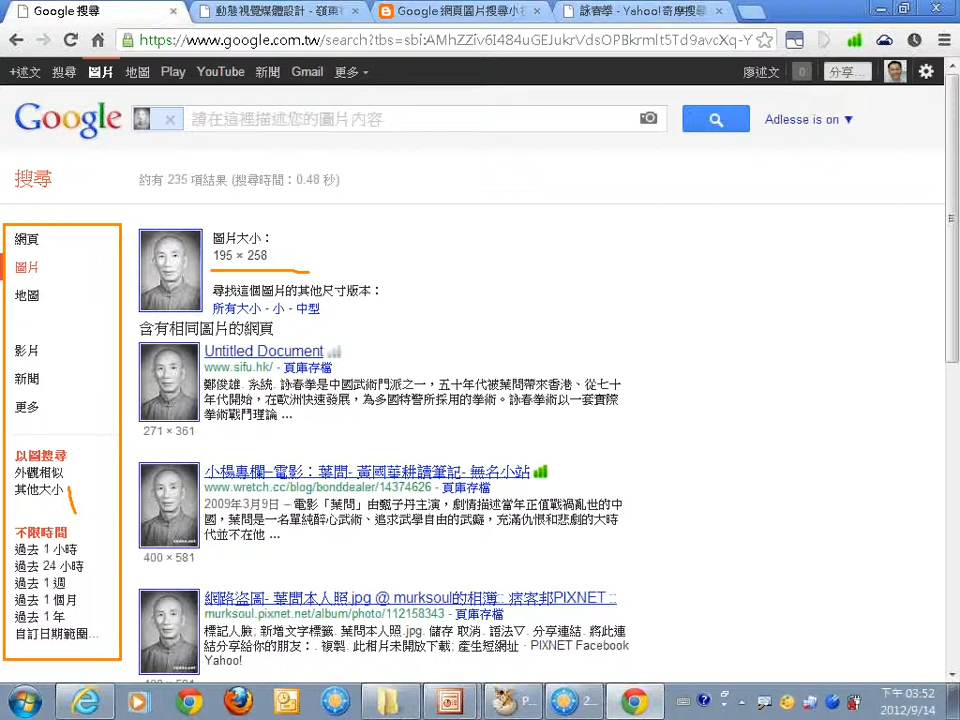 Google 搜尋
動態視覺媒體設計 - 嶺東
Google 網頁圖片搜尋小
詠春拳 - Yahoo!奇摩搜尋
https://www.google.com.tw/search?tbs=sbi:AMhZZiv6I484uGEJukrVdsOPBkrmlt5Td9avcXq-Y
+述文 搜尋 圖片 地圖 Play YouTube 新聞 Gmail 更多
廖述文 0 分享...
Google
請在這裡描述您的圖片內容
Adlesse is on ▼
搜尋
約有 235 項結果 (搜尋時間：0.48 秒)
網頁
圖片
地圖
影片
新聞
更多
以圖搜尋
外觀相似
其他大小
不限時間
過去 1 小時
過去 24 小時
過去 1 週
過去 1 個月
過去 1 年
自訂日期範圍...
圖片大小：
195 × 258
尋找這個圖片的其他尺寸版本：
所有大小 - 小 - 中型
含有相同圖片的網頁
Untitled Document
www.sifu.hk/ - 頁庫存檔
鄭俊雄. 系統. 詠春拳是中國武術門派之一，五十年代被葉問帶來香港、從七十
年代開始，在歐洲快速發展，為多國特警所採用的拳術。詠春拳術以一套實際
拳術戰鬥理論 ...
271 × 361
小楊專欄–電影：葉問- 黃國華耕讀筆記- 無名小站
www.wretch.cc/blog/bonddealer/14374626 - 頁庫存檔
2009年3月9日 – 電影「葉問」由甄子丹主演，劇情描述當年正值戰禍亂世的中
國，葉問是一名單純醉心武術、追求武學自由的武癡，充滿仇恨和悲劇的大時
代並不在他 ...
400 × 581
網路盜圖- 葉問本人照.jpg @ murksoul的相簿:: 痞客邦PIXNET ::
murksoul.pixnet.net/album/photo/112158343 - 頁庫存檔
標記人臉; 新增文字標籤. 葉問本人照.jpg. 儲存 取消. 語法▽. 分享連結. 將此連
結分享給你的朋友：. 複製. 此相片未開放下載; 產生短網址 · PIXNET Facebook
Yahoo!
P...
2...
下午 03:52
2012/9/14